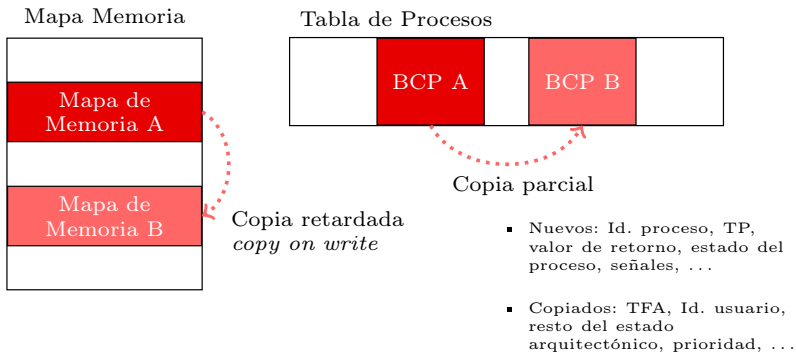 Mapa Memoria
Mapa de
Memoria A
Mapa de
Memoria B
Copia retardada
copy on write
Tabla de Procesos
BCP A
BCP B
Copia parcial
▪ Nuevos: Id. proceso, TP,
valor de retorno, estado del
proceso, señales, ...
▪ Copiados: TFA, Id. usuario,
resto del estado
arquitectónico, prioridad, ...